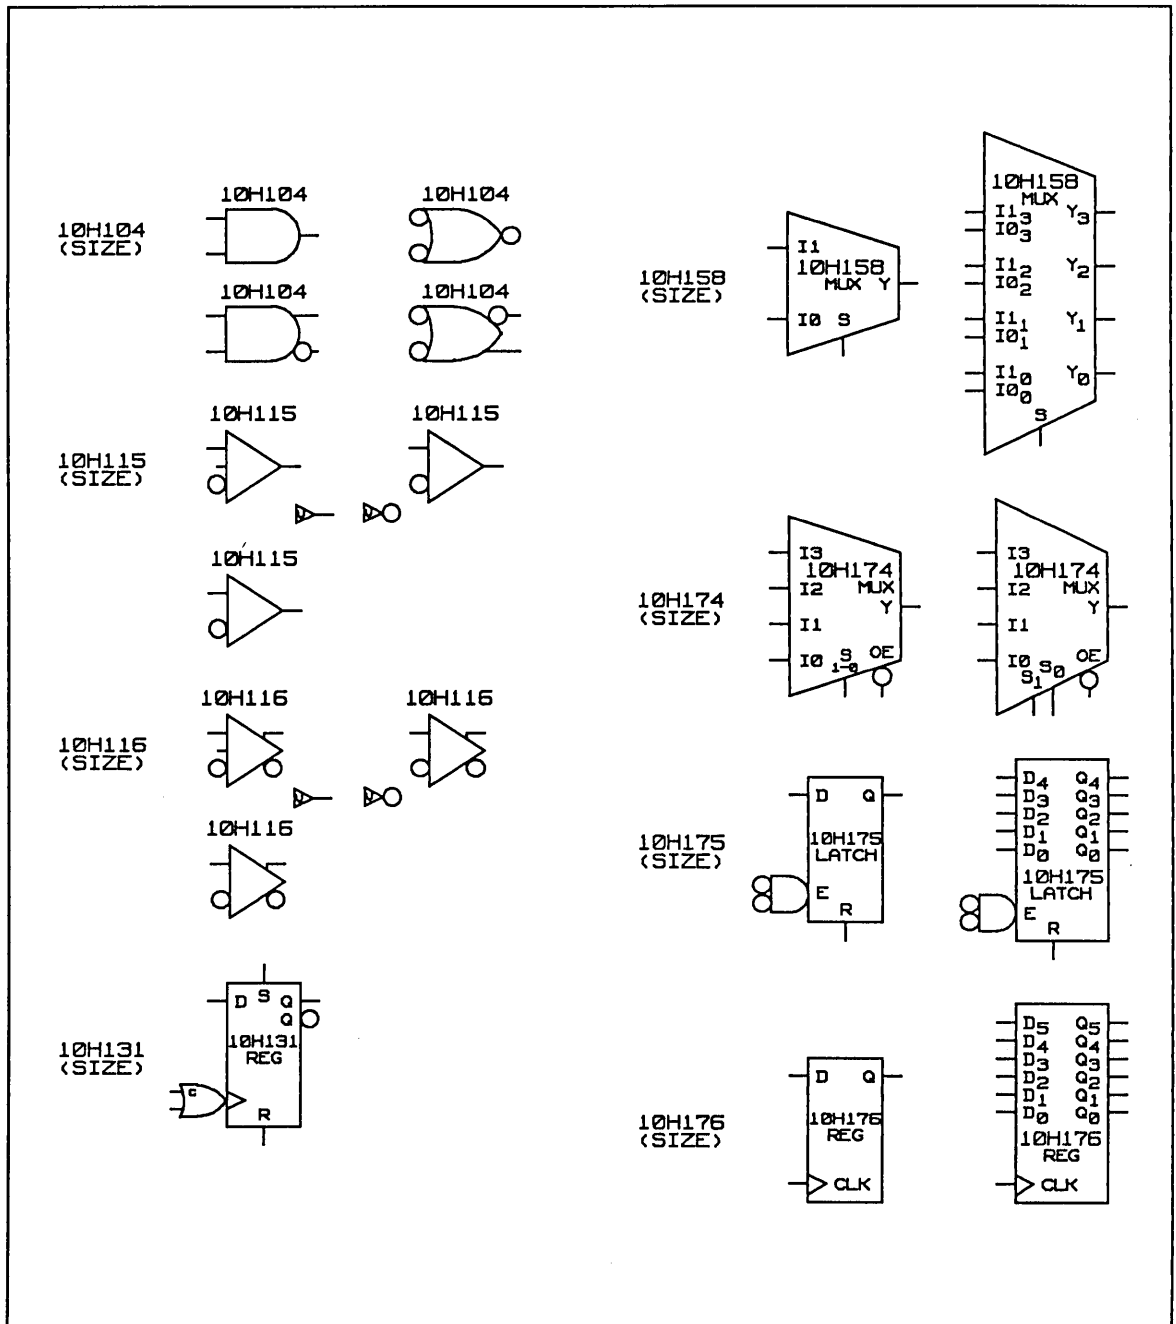 10H104
(SIZE)
10H104
10H104
10H104
10H104
10H115
(SIZE)
10H115
10H115
10H115
10H116
(SIZE)
10H116
10H116
10H116
10H131
(SIZE)
D S Q
Q
10H131
REG
C
R
10H158
(SIZE)
I1
10H158
MUX Y
I0 S
10H158
MUX
I1₃ Y₃
I0₃
I1₂ Y₂
I0₂
I1₁ Y₁
I0₁
I1₀ Y₀
I0₀
S
10H174
(SIZE)
I3
10H174
I2 MUX
Y
I1
I0 S 1-0 OE
I3
10H174
I2 MUX
Y
I1
I0 S₁ S₀ OE
10H175
(SIZE)
D Q
10H175
LATCH
E
R
D₄ Q₄
D₃ Q₃
D₂ Q₂
D₁ Q₁
D₀ Q₀
10H175
LATCH
E
R
10H176
(SIZE)
D Q
10H176
REG
CLK
D₅ Q₅
D₄ Q₄
D₃ Q₃
D₂ Q₂
D₁ Q₁
D₀ Q₀
10H176
REG
CLK